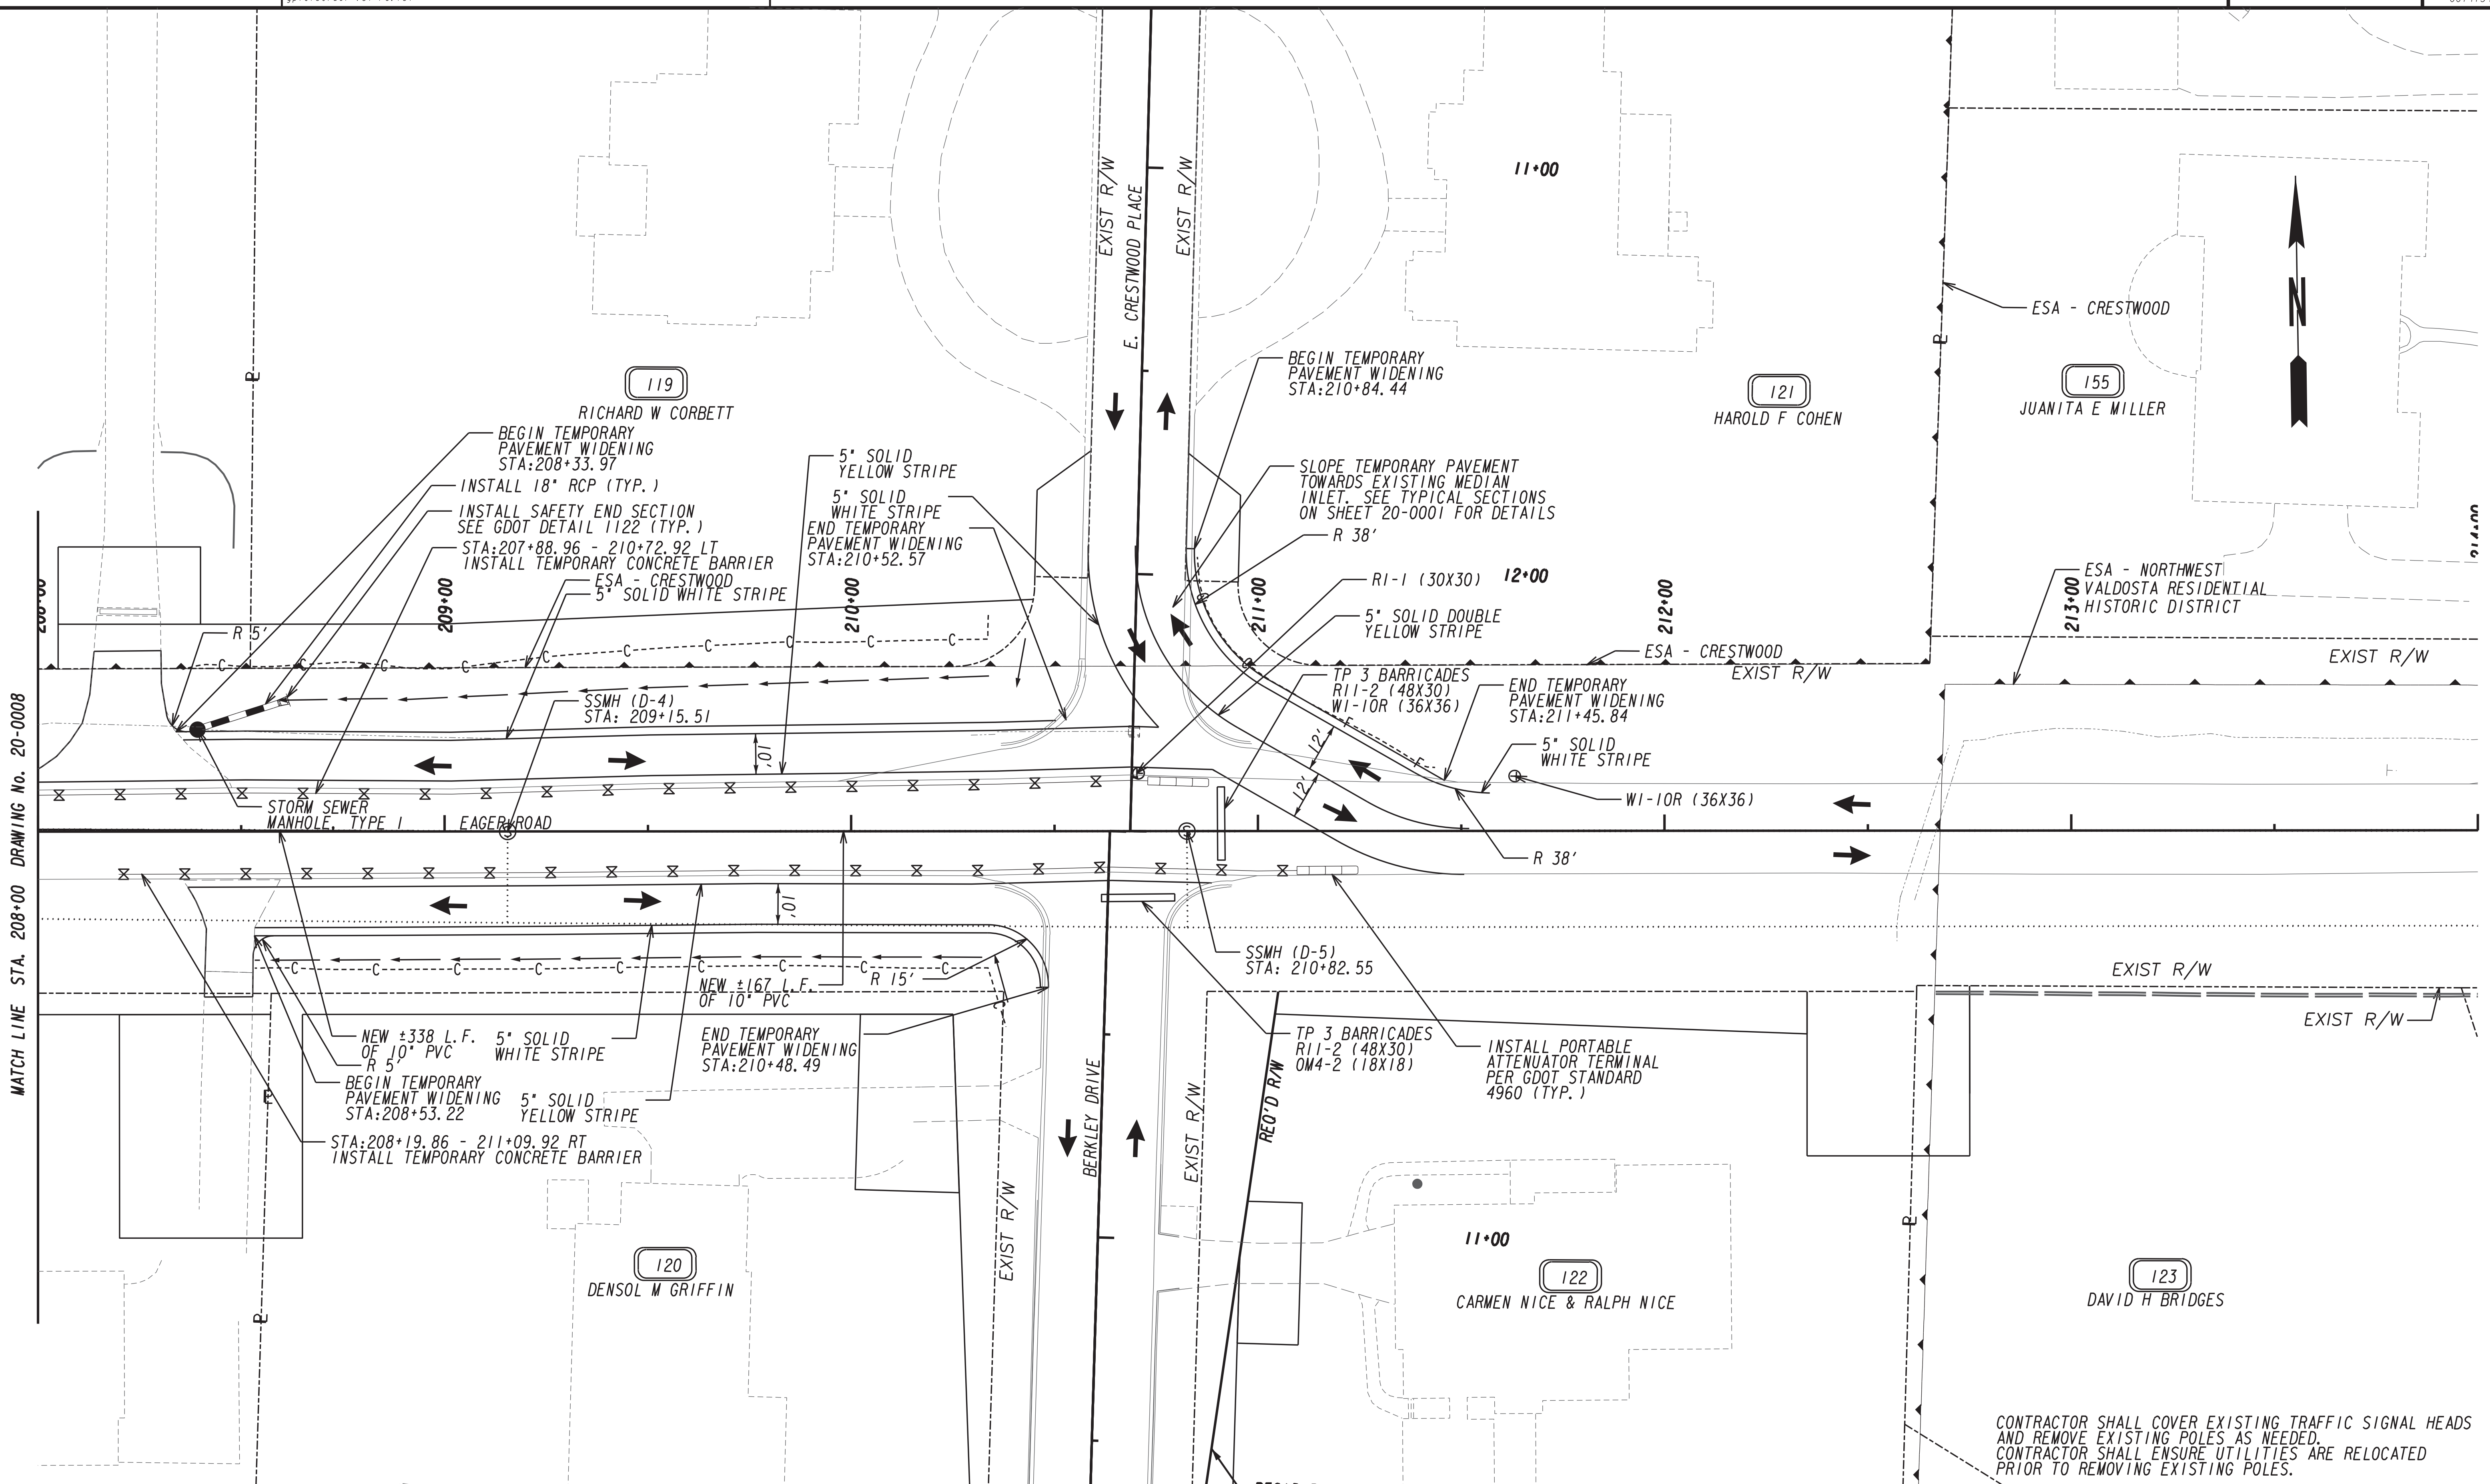 11+00
EXIST R/W
E. CRESTWOOD PLACE
EXIST R/W
N
ESA - CRESTWOOD
119
RICHARD W CORBETT
121
HAROLD F COHEN
155
JUANITA E MILLER
BEGIN TEMPORARY
PAVEMENT WIDENING
STA:210+84.44
BEGIN TEMPORARY
PAVEMENT WIDENING
STA:208+33.97
INSTALL 18" RCP (TYP.)
INSTALL SAFETY END SECTION
SEE GDOT DETAIL 1122 (TYP.)
STA:207+88.96 - 210+72.92 LT
INSTALL TEMPORARY CONCRETE BARRIER
ESA - CRESTWOOD
5" SOLID WHITE STRIPE
5" SOLID
YELLOW STRIPE
5" SOLID
WHITE STRIPE
END TEMPORARY
PAVEMENT WIDENING
STA:210+52.57
SLOPE TEMPORARY PAVEMENT
TOWARDS EXISTING MEDIAN
INLET. SEE TYPICAL SECTIONS
ON SHEET 20-0001 FOR DETAILS
R 38'
R1-1 (30X30)
12+00
5" SOLID DOUBLE
YELLOW STRIPE
ESA - CRESTWOOD
EXIST R/W
ESA - NORTHWEST
VALDOSTA RESIDENTIAL
HISTORIC DISTRICT
EXIST R/W
209+00
210+00
211+00
212+00
213+00
214+00
R 5'
SSMH (D-4)
STA: 209+15.51
TP 3 BARRICADES
R11-2 (48X30)
W1-10R (36X36)
END TEMPORARY
PAVEMENT WIDENING
STA:211+45.84
5" SOLID
WHITE STRIPE
W1-10R (36X36)
10'
12'
12'
STORM SEWER
MANHOLE, TYPE 1
EAGER ROAD
R 38'
MATCH LINE STA. 208+00 DRAWING No. 20-0008
10'
SSMH (D-5)
STA: 210+82.55
EXIST R/W
EXIST R/W
NEW ±167 L.F.
OF 10" PVC
R 15'
NEW ±338 L.F.
OF 10" PVC
R 5'
5" SOLID
WHITE STRIPE
END TEMPORARY
PAVEMENT WIDENING
STA:210+48.49
BEGIN TEMPORARY
PAVEMENT WIDENING
STA:208+53.22
5" SOLID
YELLOW STRIPE
STA:208+19.86 - 211+09.92 RT
INSTALL TEMPORARY CONCRETE BARRIER
TP 3 BARRICADES
R11-2 (48X30)
OM4-2 (18X18)
INSTALL PORTABLE
ATTENUATOR TERMINAL
PER GDOT STANDARD
4960 (TYP.)
EXIST R/W
BERKLEY DRIVE
EXIST R/W
REQ'D R/W
11+00
120
DENSOL M GRIFFIN
122
CARMEN NICE & RALPH NICE
123
DAVID H BRIDGES
CONTRACTOR SHALL COVER EXISTING TRAFFIC SIGNAL HEADS
AND REMOVE EXISTING POLES AS NEEDED.
CONTRACTOR SHALL ENSURE UTILITIES ARE RELOCATED
PRIOR TO REMOVING EXISTING POLES.